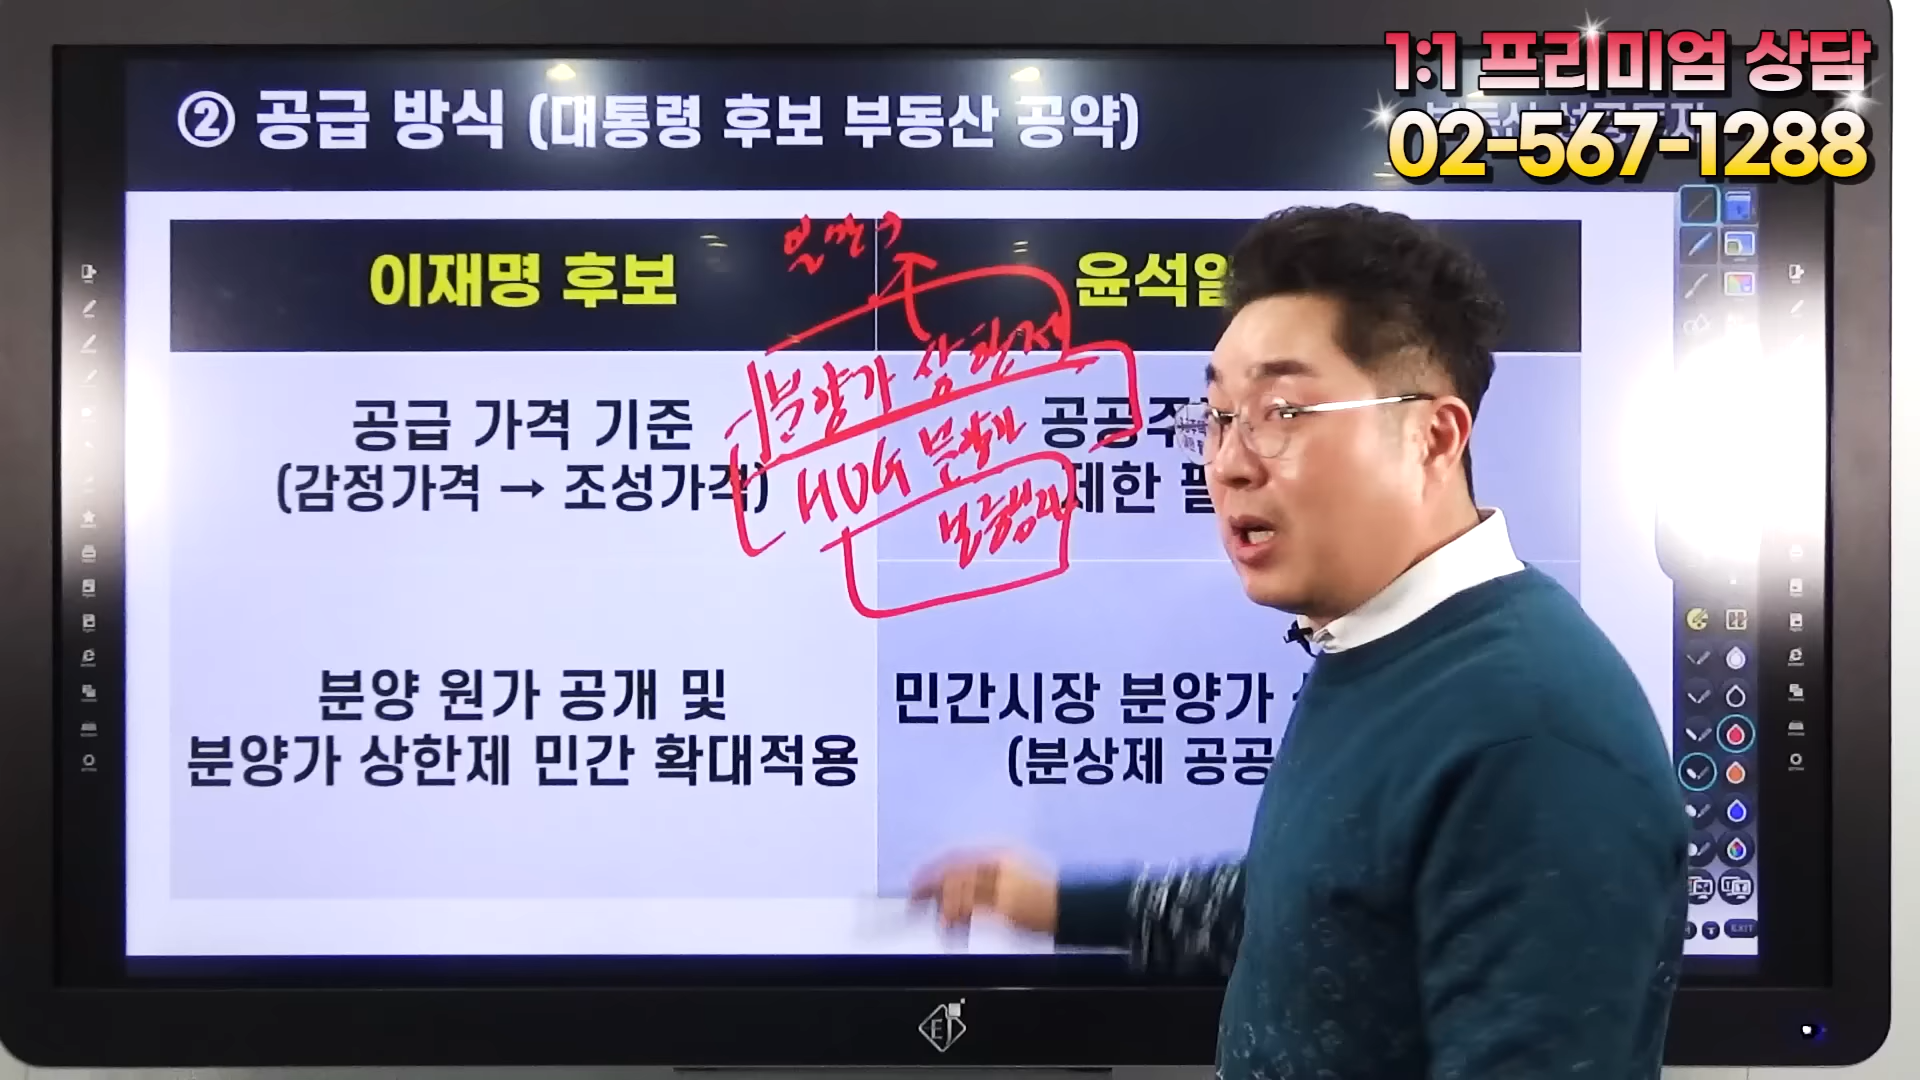 1:1 프리미엄 상담
02-567-1288
② 공급 방식 (대통령 후보 부동산 공약)
이재명 후보
윤석열
공급 가격 기준
(감정가격 → 조성가격)
공공주
제한
분양 원가 공개 및
분양가 상한제 민간 확대적용
민간시장 분양가
(분상제 공공
분양가 상한제
HUG 분양가
EXIT